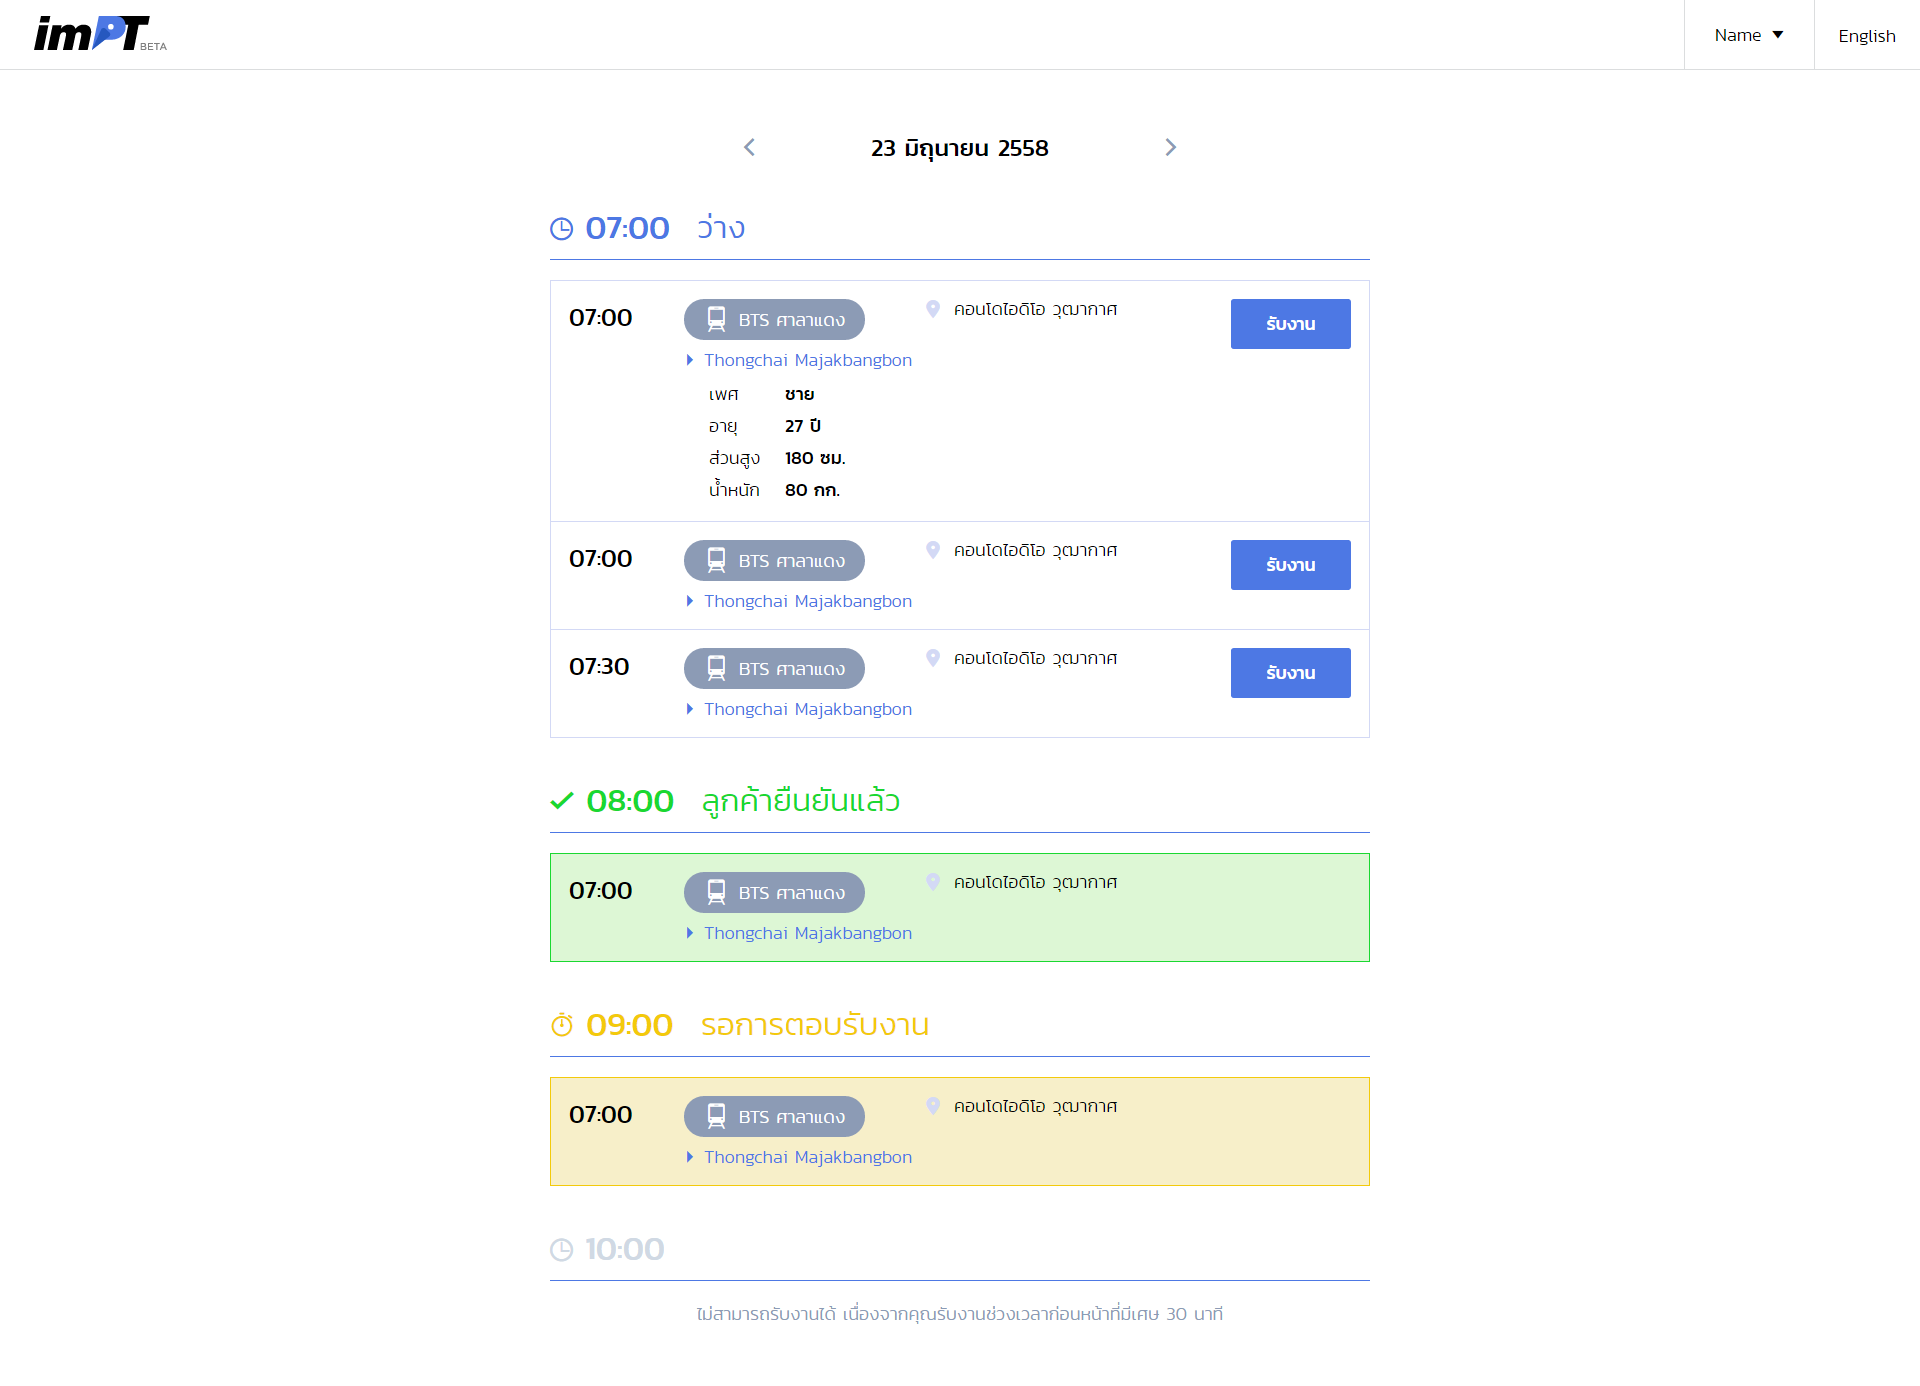 imPT BETA
Name
English
23 มิถุนายน 2558
07:00 ว่าง
07:00 BTS ศาลาแดง คอนโดไอดิโอ วุฒากาศ รับงาน
Thongchai Majakbangbon
เพศ ชาย
อายุ 27 ปี
ส่วนสูง 180 ซม.
น้ำหนัก 80 กก.
07:00 BTS ศาลาแดง คอนโดไอดิโอ วุฒากาศ รับงาน
Thongchai Majakbangbon
07:30 BTS ศาลาแดง คอนโดไอดิโอ วุฒากาศ รับงาน
Thongchai Majakbangbon
08:00 ลูกค้ายืนยันแล้ว
07:00 BTS ศาลาแดง คอนโดไอดิโอ วุฒากาศ
Thongchai Majakbangbon
09:00 รอการตอบรับงาน
07:00 BTS ศาลาแดง คอนโดไอดิโอ วุฒากาศ
Thongchai Majakbangbon
10:00
ไม่สามารถรับงานได้ เนื่องจากคุณรับงานช่วงเวลาก่อนหน้าที่มีเศษ 30 นาที